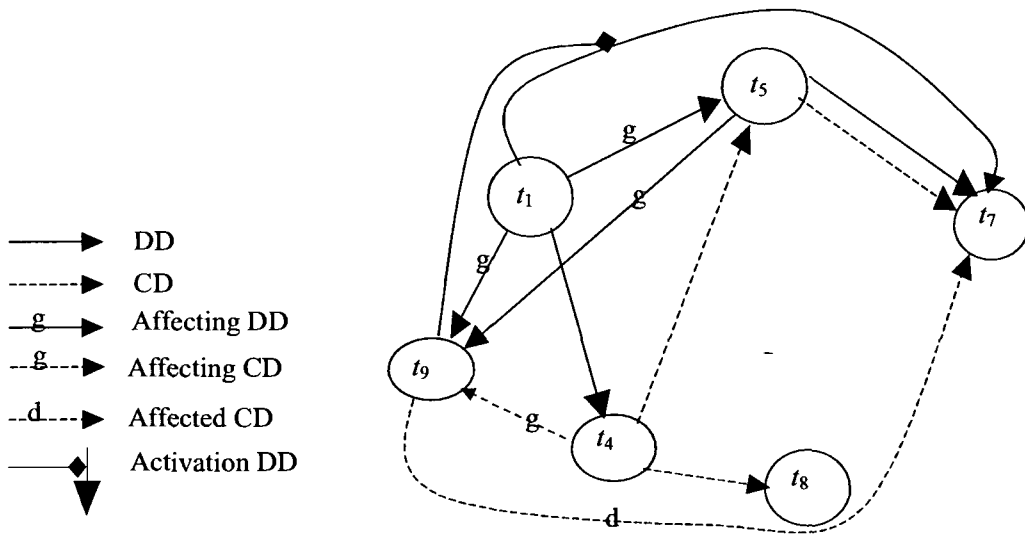 t5
g
t1
g
t7
g
DD
CD
g Affecting DD
t9
g Affecting CD
g
d Affected CD
t4
Activation DD
t8
d